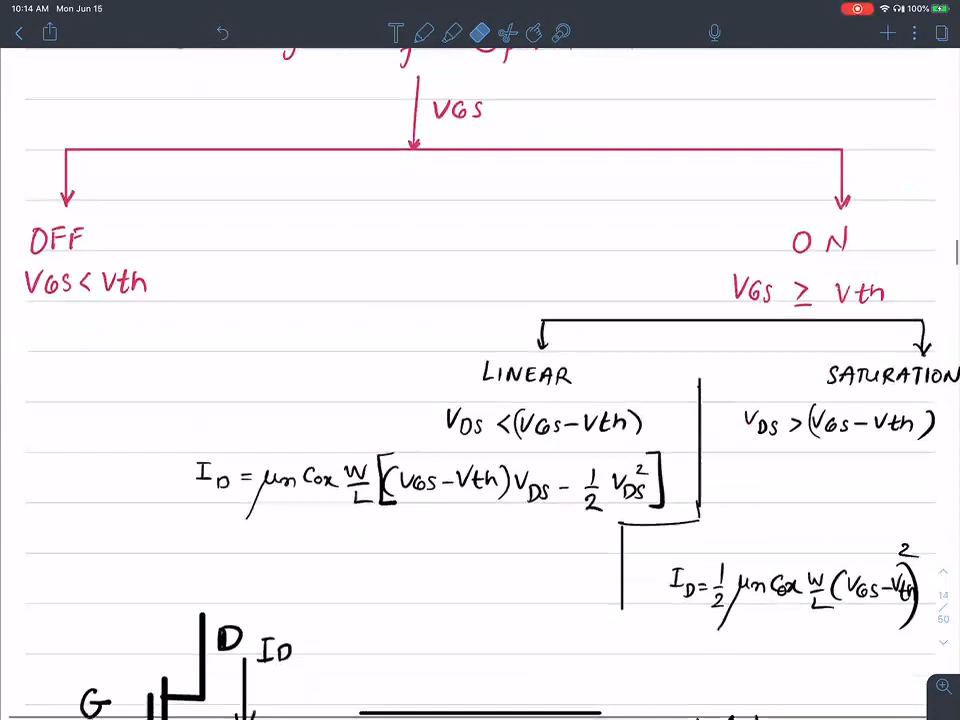 10:14 AM Mon Jun 15
100%
VGS
OFF
VGS < Vth
ON
VGS ≥ Vth
LINEAR
SATURATION
VDS < (VGS - Vth)
VDS > (VGS - Vth)
ID = μn Cox W/L [(VGS - Vth) VDS - 1/2 VDS²]
ID = 1/2 μn Cox W/L (VGS - Vth)²
14
/
50
D
ID
G